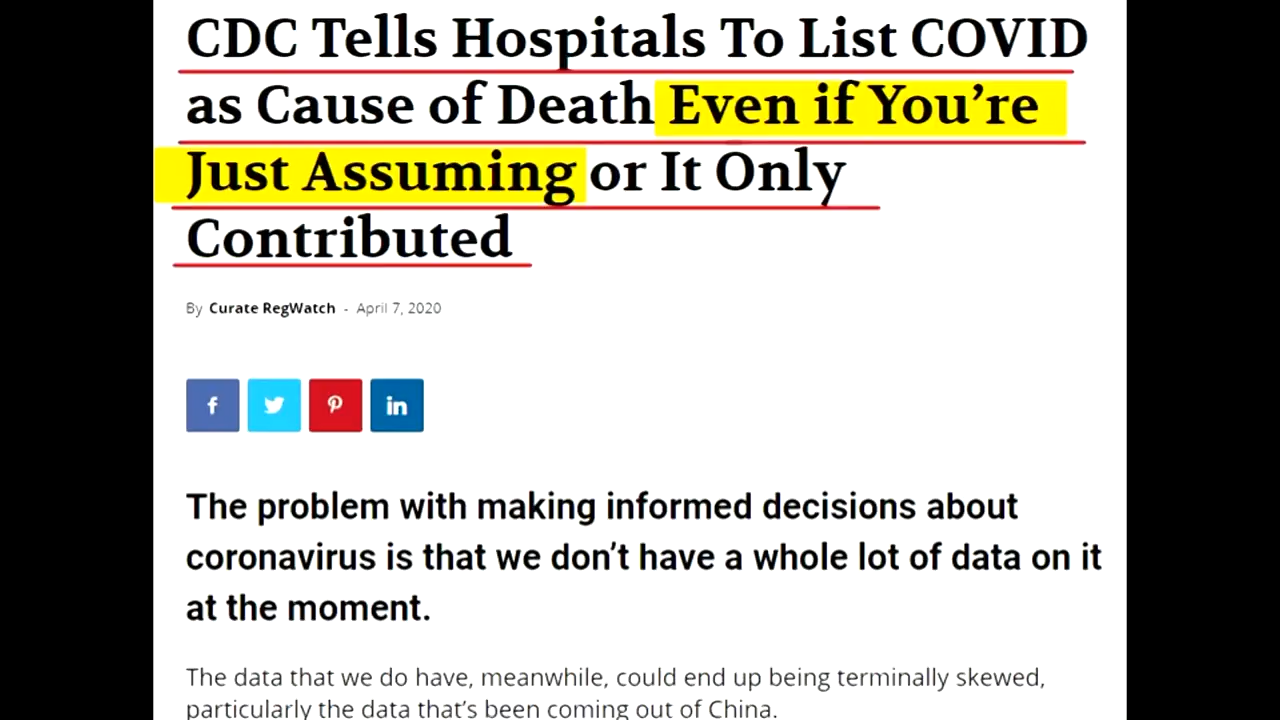 CDC Tells Hospitals To List COVID
as Cause of Death Even if You’re
Just Assuming or It Only
Contributed
By Curate RegWatch - April 7, 2020
The problem with making informed decisions about
coronavirus is that we don’t have a whole lot of data on it
at the moment.
The data that we do have, meanwhile, could end up being terminally skewed,
particularly the data that’s been coming out of China.